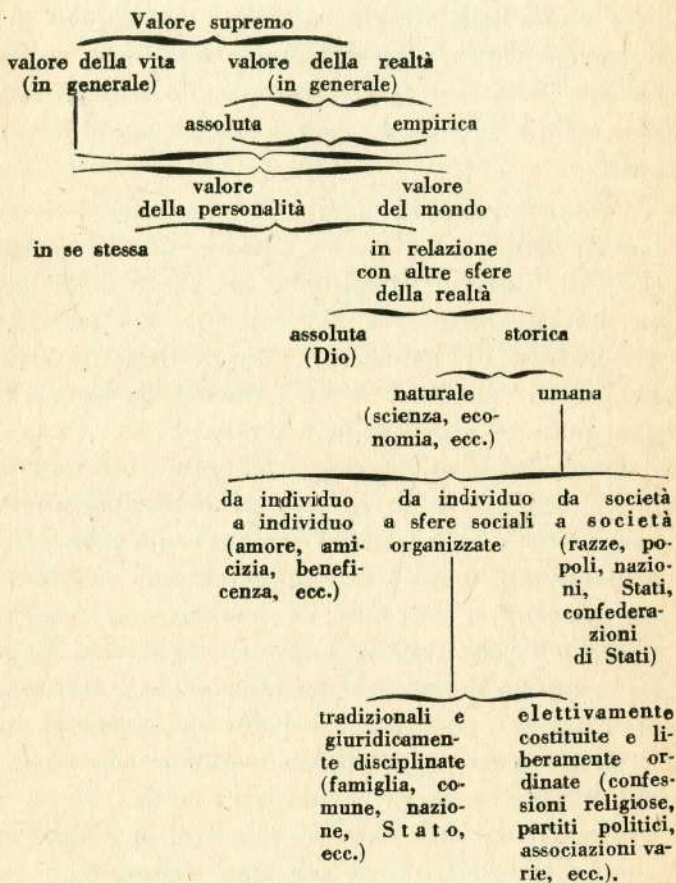 Valore supremo
valore della vita
(in generale)
valore della realtà
(in generale)
assoluta
empirica
valore
della personalità
valore
del mondo
in se stessa
in relazione
con altre sfere
della realtà
assoluta
(Dio)
storica
naturale
(scienza, eco-
nomia, ecc.)
umana
da individuo
a individuo
(amore, ami-
cizia, benefi-
cenza, ecc.)
da individuo
a sfere sociali
organizzate
da società
a società
(razze, po-
poli, nazio-
ni, Stati,
confedera-
zioni
di Stati)
tradizionali e
giuridicamen-
te disciplinate
(famiglia, co-
mune, nazio-
ne, Stato,
ecc.)
elettivamente
costituite e li-
beramente or-
dinate (confes-
sioni religiose,
partiti politici,
associazioni va-
rie, ecc.).